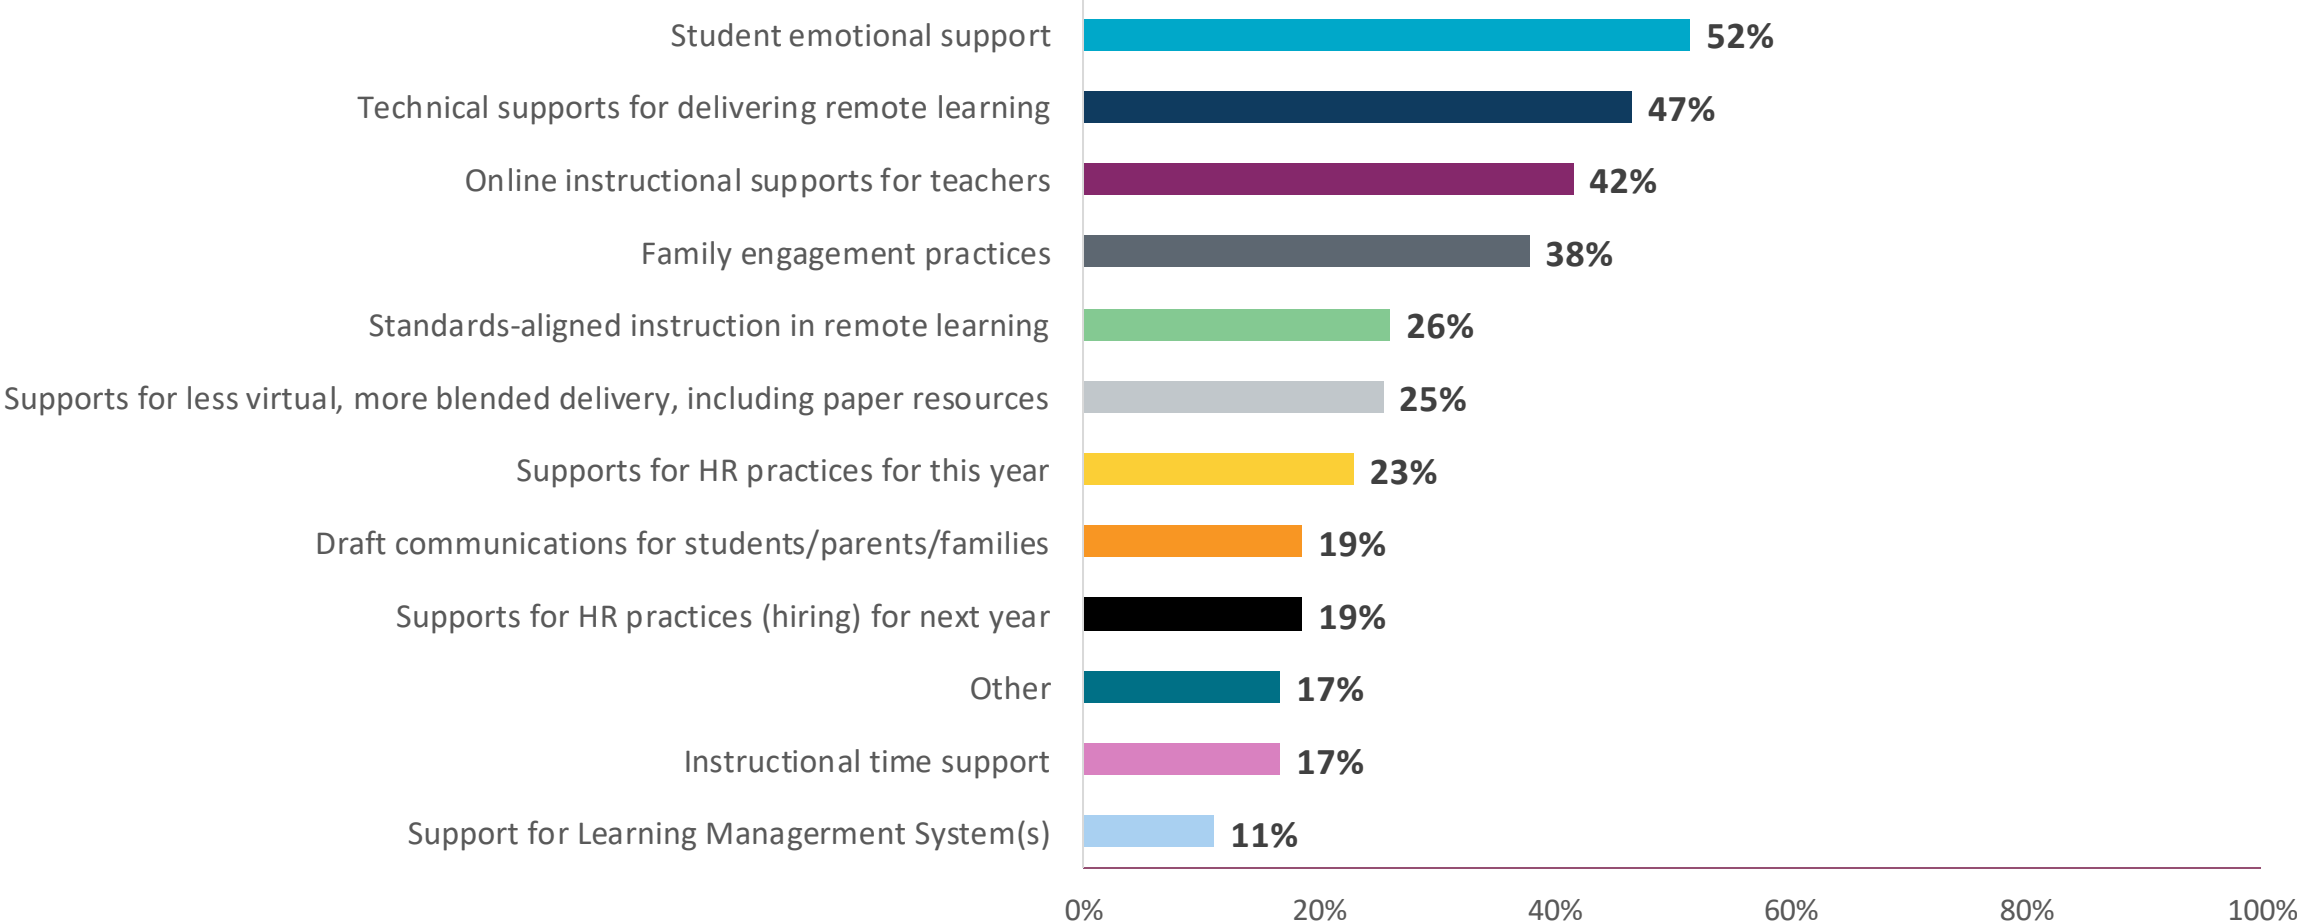 Student emotional support 52%
Technical supports for delivering remote learning 47%
Online instructional supports for teachers 42%
Family engagement practices 38%
Standards-aligned instruction in remote learning 26%
Supports for less virtual, more blended delivery, including paper resources 25%
Supports for HR practices for this year 23%
Draft communications for students/parents/families 19%
Supports for HR practices (hiring) for next year 19%
Other 17%
Instructional time support 17%
Support for Learning Managerment System(s) 11%
0% 20% 40% 60% 80% 100%